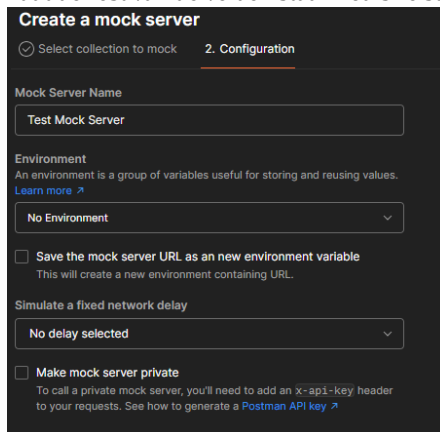 Create a mock server
Select collection to mock
2. Configuration
Mock Server Name
Test Mock Server
Environment
An environment is a group of variables useful for storing and reusing values.
Learn more ↗
No Environment
Save the mock server URL as an new environment variable
This will create a new environment containing URL.
Simulate a fixed network delay
No delay selected
Make mock server private
To call a private mock server, you'll need to add an x-api-key header
to your requests. See how to generate a Postman API key ↗